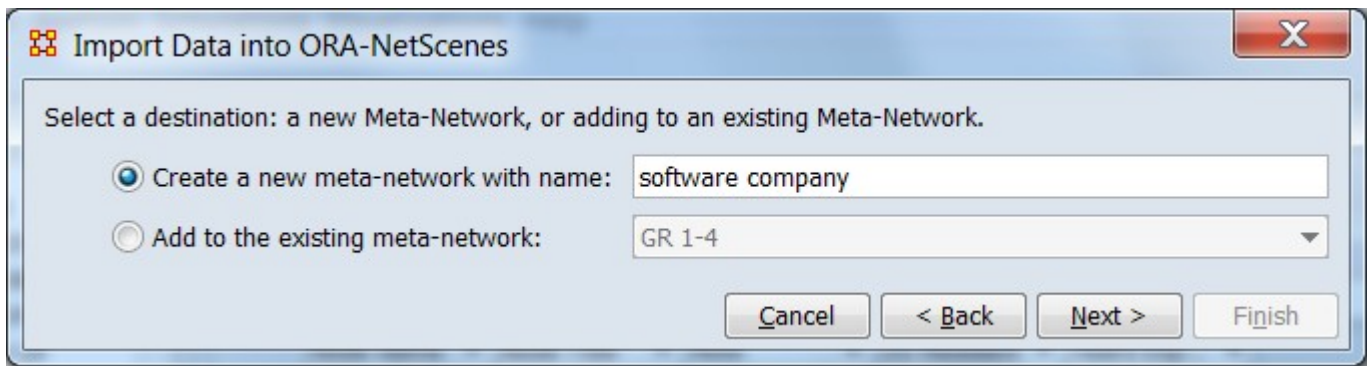 Import Data into ORA-NetScenes
X
Select a destination: a new Meta-Network, or adding to an existing Meta-Network.
Create a new meta-network with name: software company
Add to the existing meta-network: GR 1-4
Cancel < Back Next > Finish